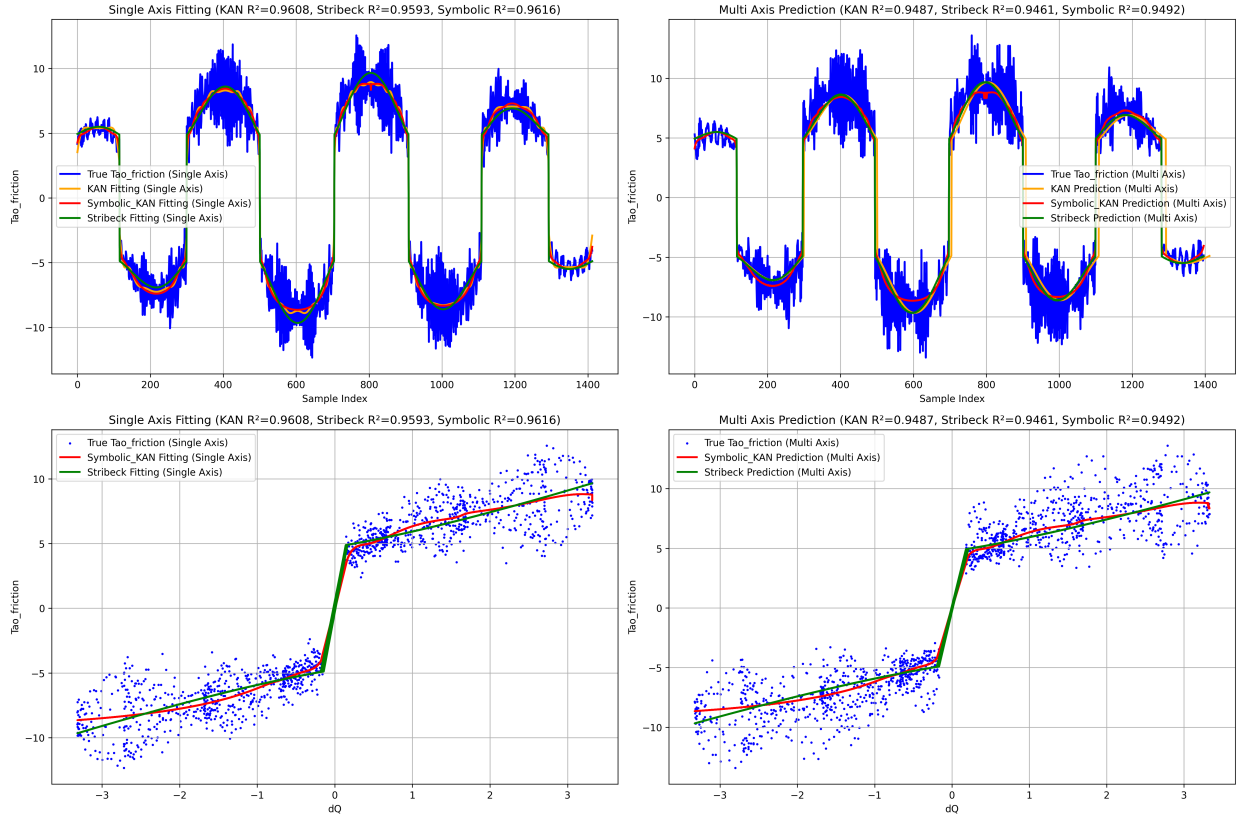 Single Axis Fitting (KAN R²=0.9608, Stribeck R²=0.9593, Symbolic R²=0.9616)
10
5
0
−5
−10
Tao_friction
True Tao_friction (Single Axis)
KAN Fitting (Single Axis)
Symbolic_KAN Fitting (Single Axis)
Stribeck Fitting (Single Axis)
0 200 400 600 800 1000 1200 1400
Sample Index
Multi Axis Prediction (KAN R²=0.9487, Stribeck R²=0.9461, Symbolic R²=0.9492)
10
5
0
−5
−10
Tao_friction
True Tao_friction (Multi Axis)
KAN Prediction (Multi Axis)
Symbolic_KAN Prediction (Multi Axis)
Stribeck Prediction (Multi Axis)
0 200 400 600 800 1000 1200 1400
Sample Index
Single Axis Fitting (KAN R²=0.9608, Stribeck R²=0.9593, Symbolic R²=0.9616)
True Tao_friction (Single Axis)
Symbolic_KAN Fitting (Single Axis)
Stribeck Fitting (Single Axis)
10
5
0
−5
−10
Tao_friction
−3 −2 −1 0 1 2 3
dQ
Multi Axis Prediction (KAN R²=0.9487, Stribeck R²=0.9461, Symbolic R²=0.9492)
True Tao_friction (Multi Axis)
Symbolic_KAN Prediction (Multi Axis)
Stribeck Prediction (Multi Axis)
10
5
0
−5
−10
Tao_friction
−3 −2 −1 0 1 2 3
dQ